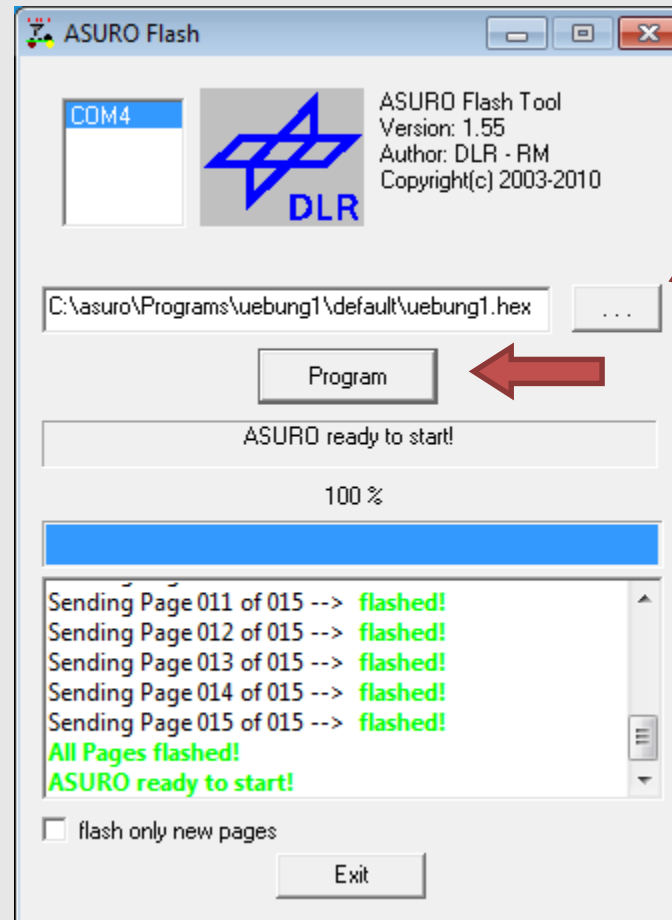 ASURO Flash
COM4
DLR
ASURO Flash Tool
Version: 1.55
Author: DLR - RM
Copyright(c) 2003-2010
C:\asuro\Programs\uebung1\default\uebung1.hex
...
Program
ASURO ready to start!
100 %
Sending Page 011 of 015 --> flashed!
Sending Page 012 of 015 --> flashed!
Sending Page 013 of 015 --> flashed!
Sending Page 014 of 015 --> flashed!
Sending Page 015 of 015 --> flashed!
All Pages flashed!
ASURO ready to start!
flash only new pages
Exit